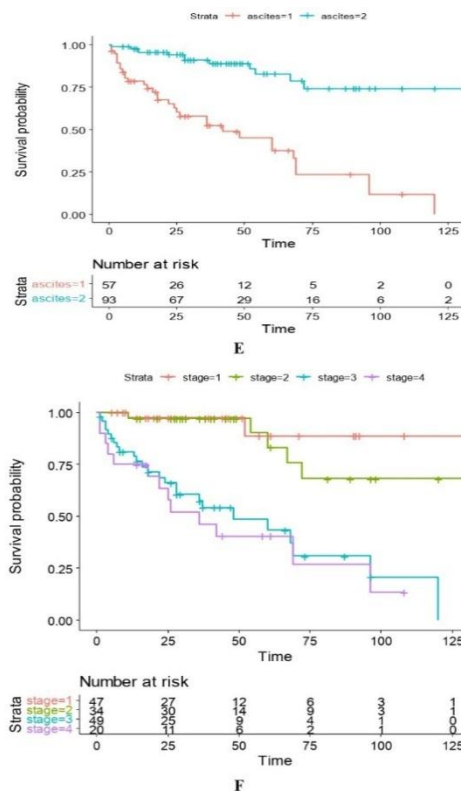 Strata ascites=1 ascites=2
1.00
0.75
0.50
0.25
0.00
Survival probability
0 25 50 75 100 125
Time
Number at risk
Strata
ascites=1 57 26 12 5 2 0
ascites=2 93 67 29 16 6 2
0 25 50 75 100 125
Time
E
Strata stage=1 stage=2 stage=3 stage=4
1.00
0.75
0.50
0.25
0.00
Survival probability
0 25 50 75 100 125
Time
Number at risk
Strata
stage=1 47 27 12 6 3 1
stage=2 34 30 14 9 3 1
stage=3 49 25 9 4 1 0
stage=4 20 11 6 2 1 0
0 25 50 75 100 125
Time
F